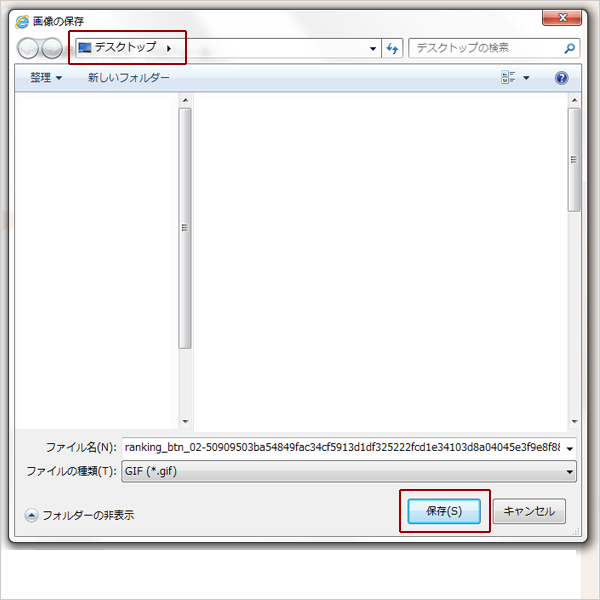 画像の保存
デスクトップ
デスクトップの検索
整理
新しいフォルダー
ファイル名(N):
ranking_btn_02-50909503ba54849fac34cf5913d1df325222fcd1e34103d8a04045e3f9e8f88
ファイルの種類(T):
GIF (*.gif)
フォルダーの非表示
保存(S)
キャンセル